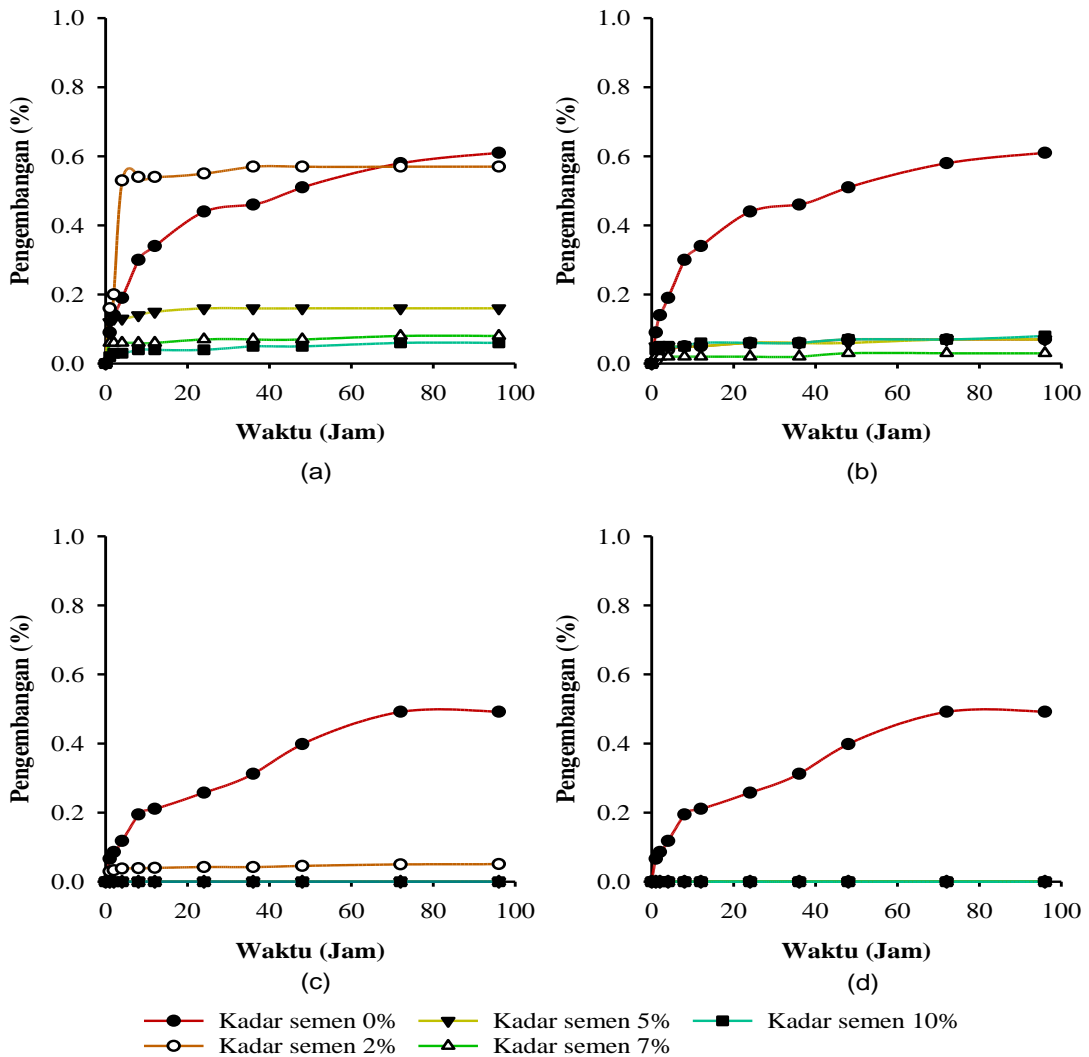 1.0
0.8
0.6
0.4
0.2
0.0
Pengembangan (%)
0 20 40 60 80 100
Waktu (Jam)
(a)
1.0
0.8
0.6
0.4
0.2
0.0
Pengembangan (%)
0 20 40 60 80 100
Waktu (Jam)
(b)
1.0
0.8
0.6
0.4
0.2
0.0
Pengembangan (%)
0 20 40 60 80 100
Waktu (Jam)
(c)
1.0
0.8
0.6
0.4
0.2
0.0
Pengembangan (%)
0 20 40 60 80 100
Waktu (Jam)
(d)
Kadar semen 0% Kadar semen 5% Kadar semen 10%
Kadar semen 2% Kadar semen 7%